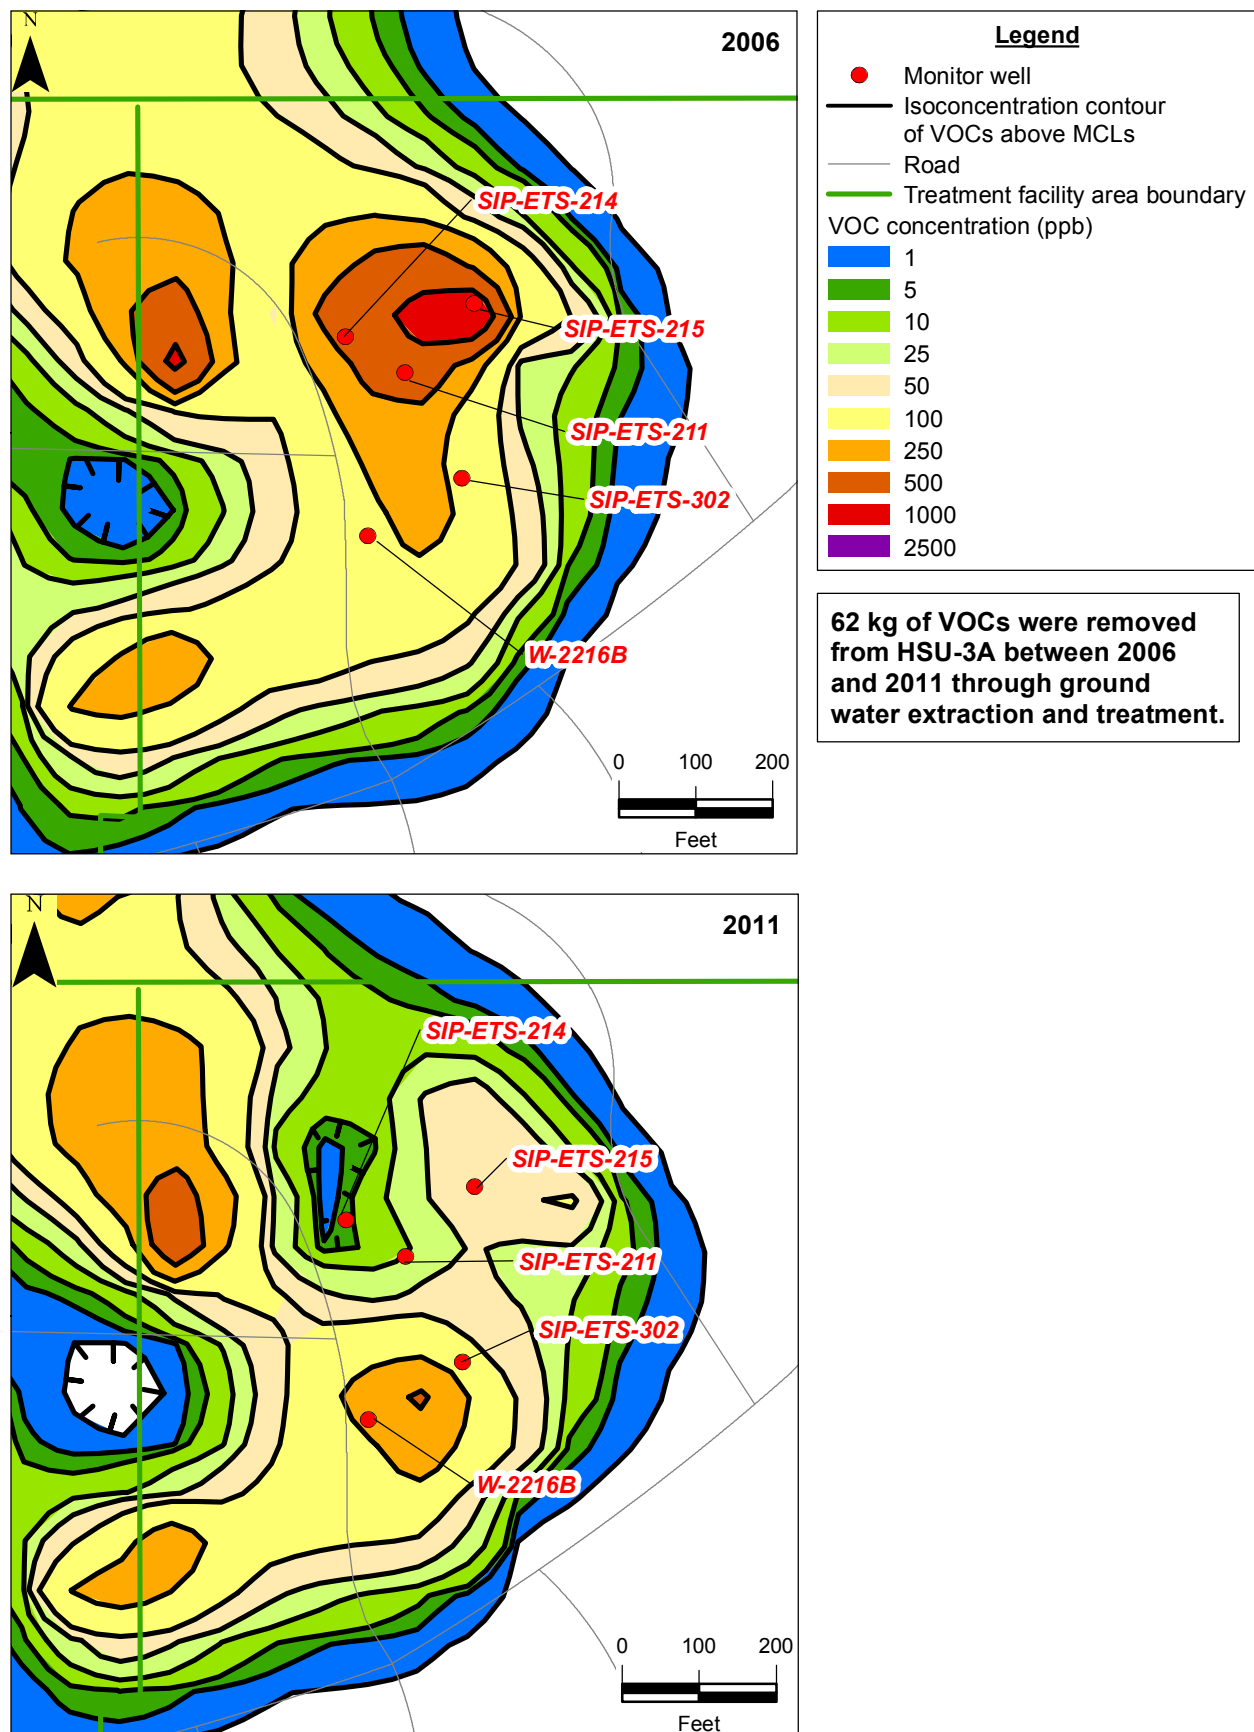 N
2006
SIP-ETS-214
SIP-ETS-215
SIP-ETS-211
SIP-ETS-302
W-2216B
0 100 200
Feet
Legend
Monitor well
Isoconcentration contour
of VOCs above MCLs
Road
Treatment facility area boundary
VOC concentration (ppb)
1
5
10
25
50
100
250
500
1000
2500
62 kg of VOCs were removed
from HSU-3A between 2006
and 2011 through ground
water extraction and treatment.
N
2011
SIP-ETS-214
SIP-ETS-215
SIP-ETS-211
SIP-ETS-302
W-2216B
0 100 200
Feet